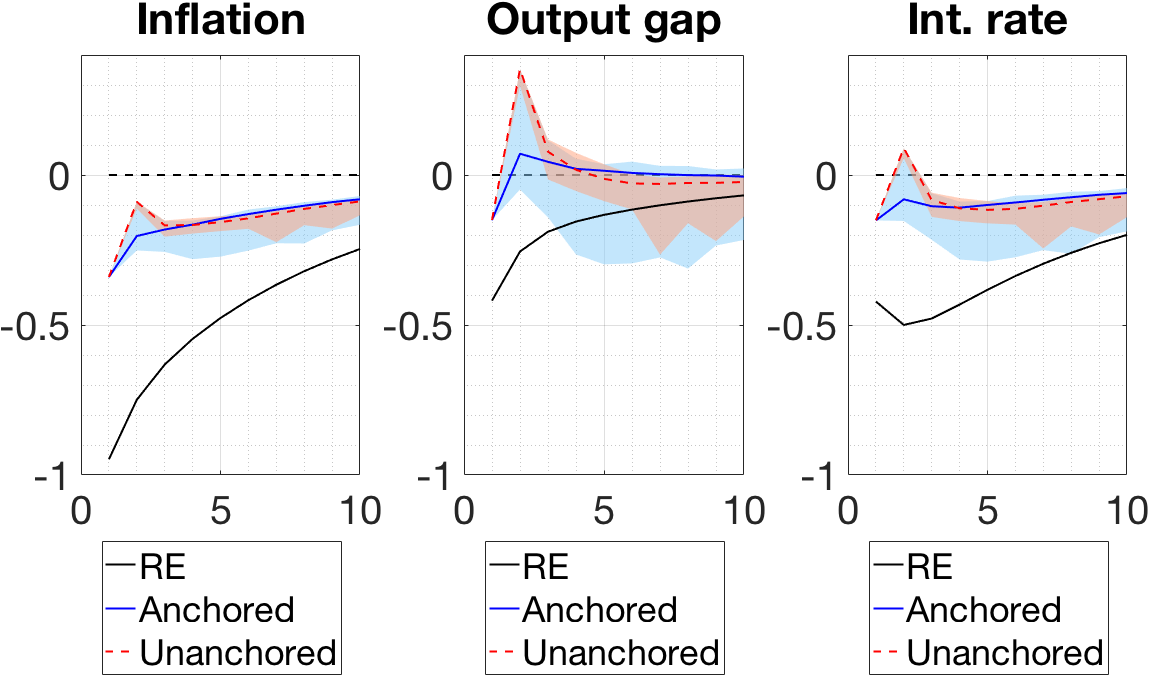 Inflation Output gap Int. rate
0 0 0
-0.5 -0.5 -0.5
-1 -1 -1
0 5 10 0 5 10 0 5 10
RE RE RE
Anchored Anchored Anchored
Unanchored Unanchored Unanchored